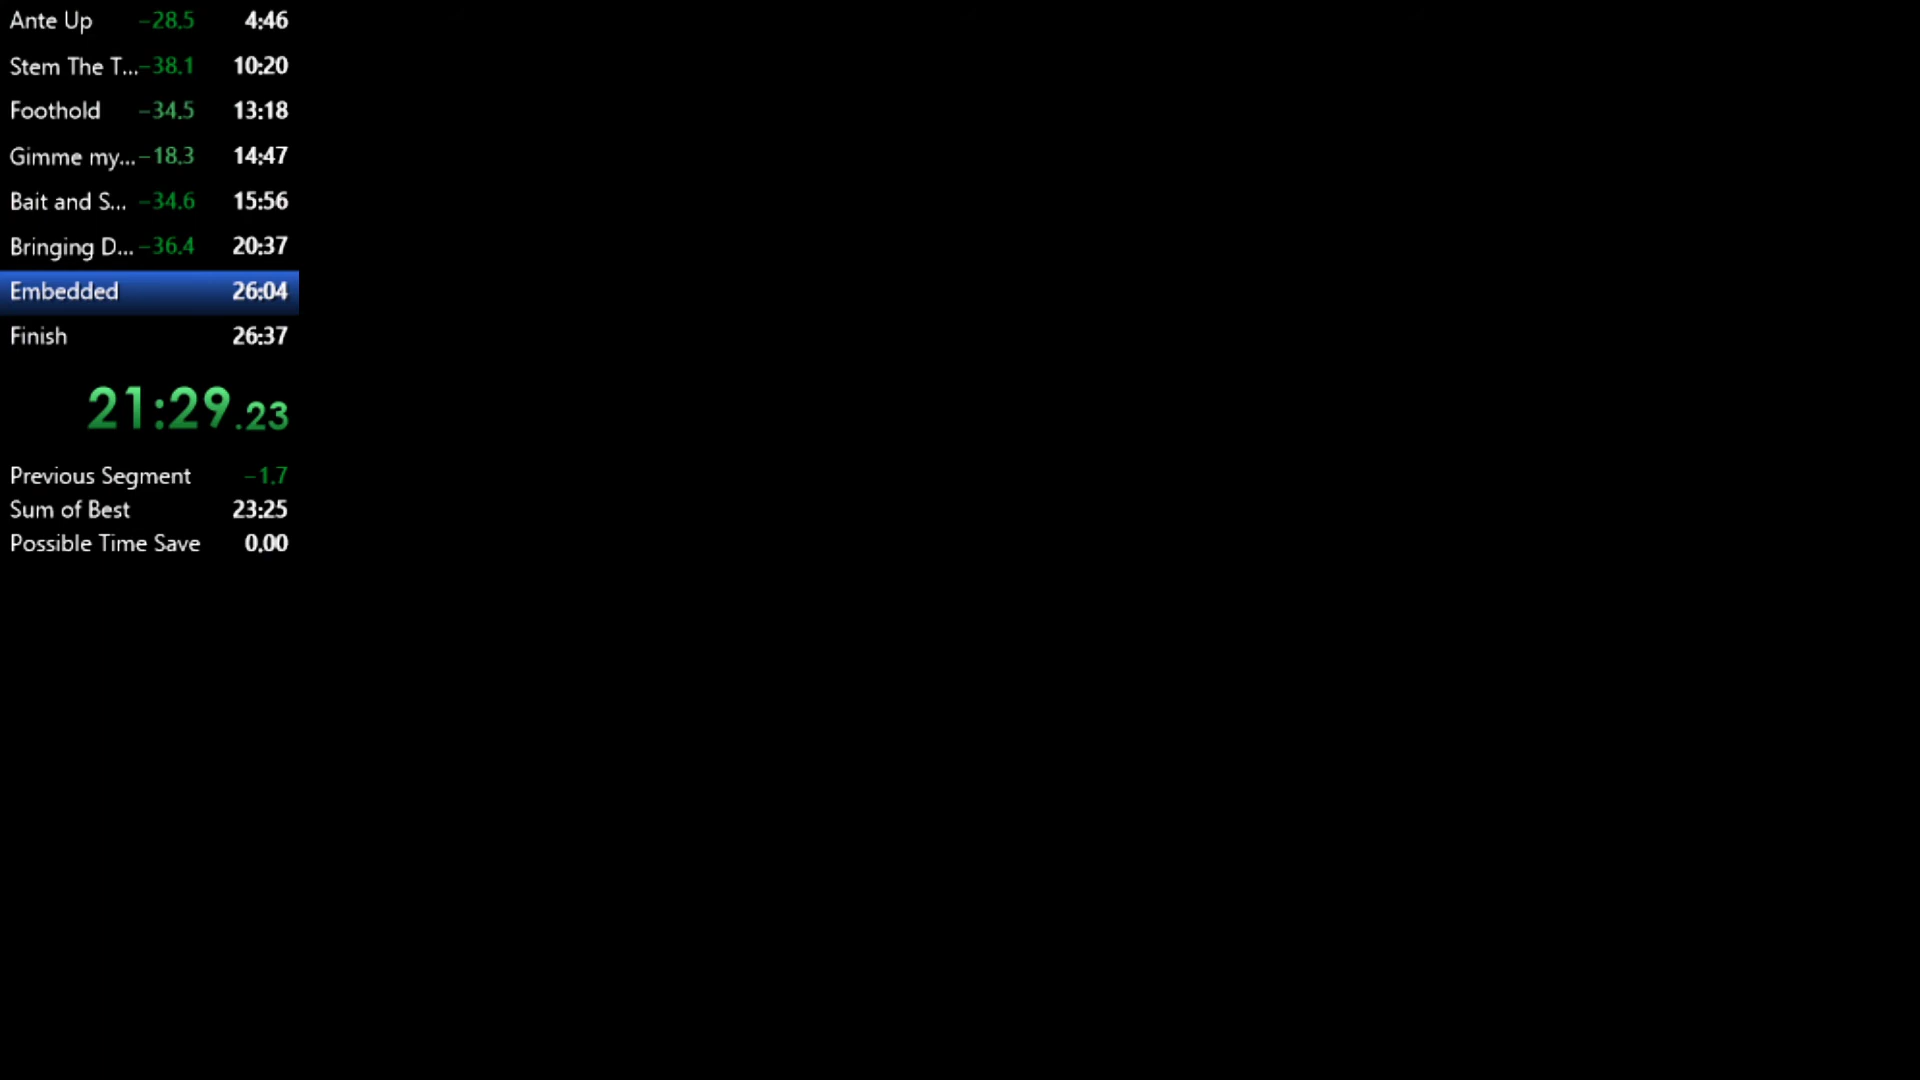 Ante Up −28.5 4:46
Stem The T... −38.1 10:20
Foothold −34.5 13:18
Gimme my... −18.3 14:47
Bait and S... −34.6 15:56
Bringing D... −36.4 20:37
Embedded 26:04
Finish 26:37
21:29.23
Previous Segment −1.7
Sum of Best 23:25
Possible Time Save 0.00